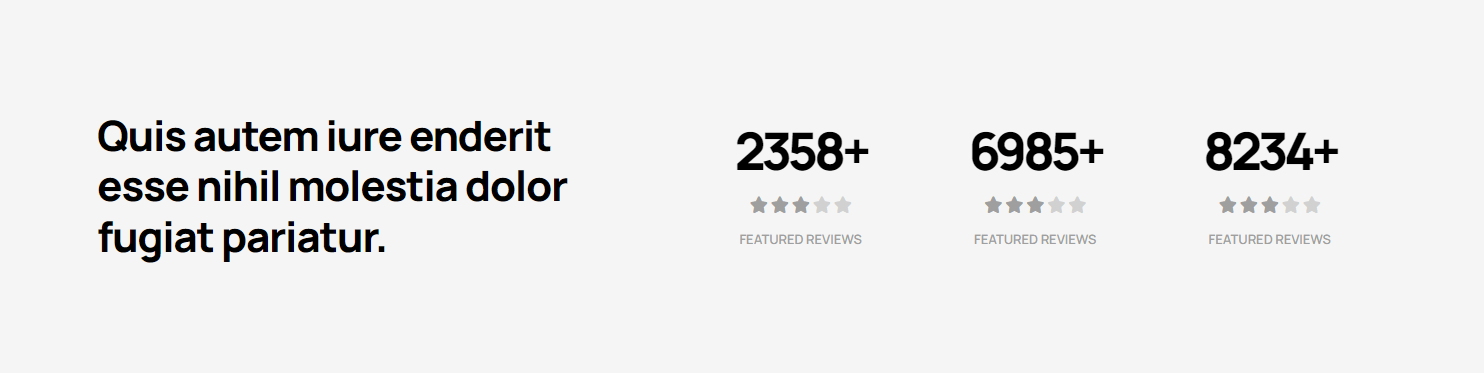 Quis autem iure enderit
esse nihil molestia dolor
fugiat pariatur.
2358+
FEATURED REVIEWS
6985+
FEATURED REVIEWS
8234+
FEATURED REVIEWS